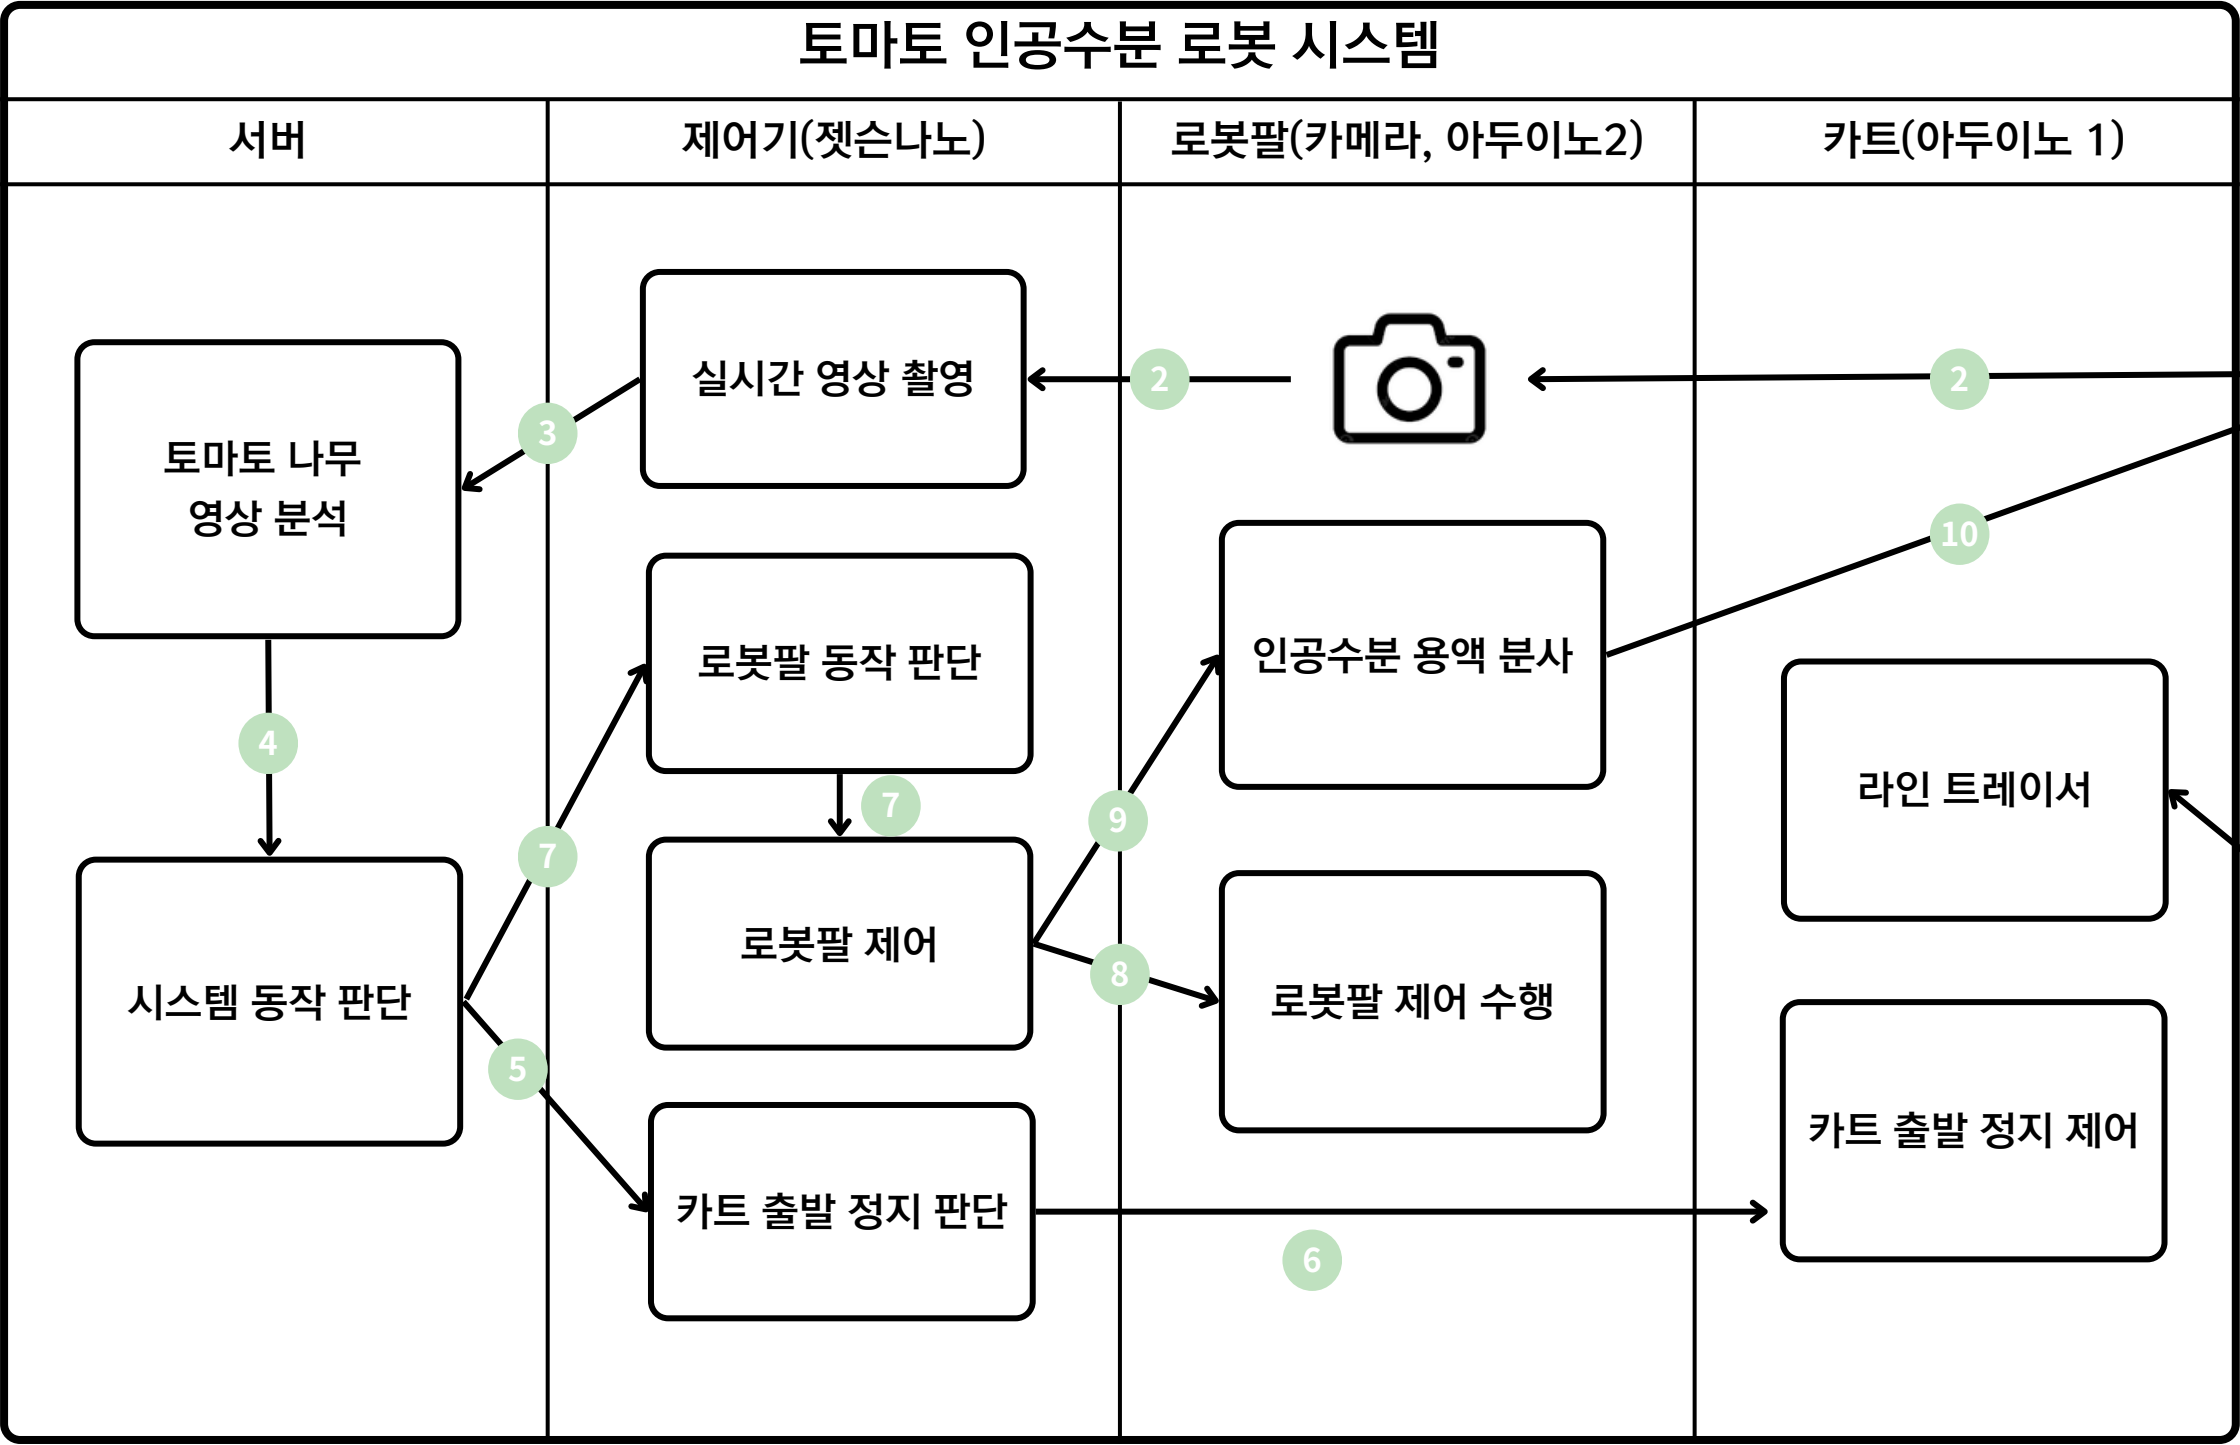 토마토 인공수분 로봇 시스템
서버
제어기(젯슨나노)
로봇팔(카메라, 아두이노2)
카트(아두이노 1)
실시간 영상 촬영
2
2
3
토마토 나무
영상 분석
10
로봇팔 동작 판단
인공수분 용액 분사
4
라인 트레이서
7
9
7
로봇팔 제어
8
시스템 동작 판단
로봇팔 제어 수행
5
카트 출발 정지 제어
카트 출발 정지 판단
6